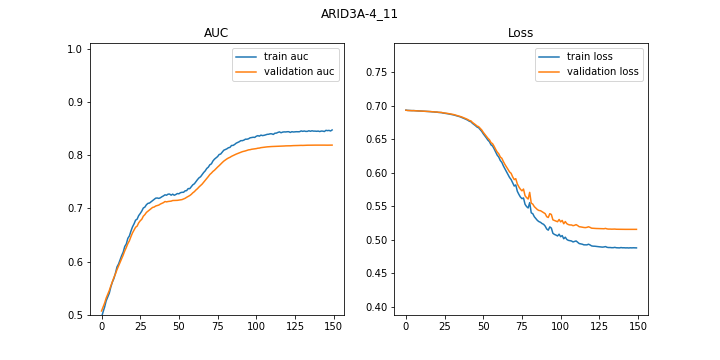 ARID3A-4_11
AUC
train auc
validation auc
1.0
0.9
0.8
0.7
0.6
0.5
0 25 50 75 100 125 150
Loss
train loss
validation loss
0.75
0.70
0.65
0.60
0.55
0.50
0.45
0.40
0 25 50 75 100 125 150